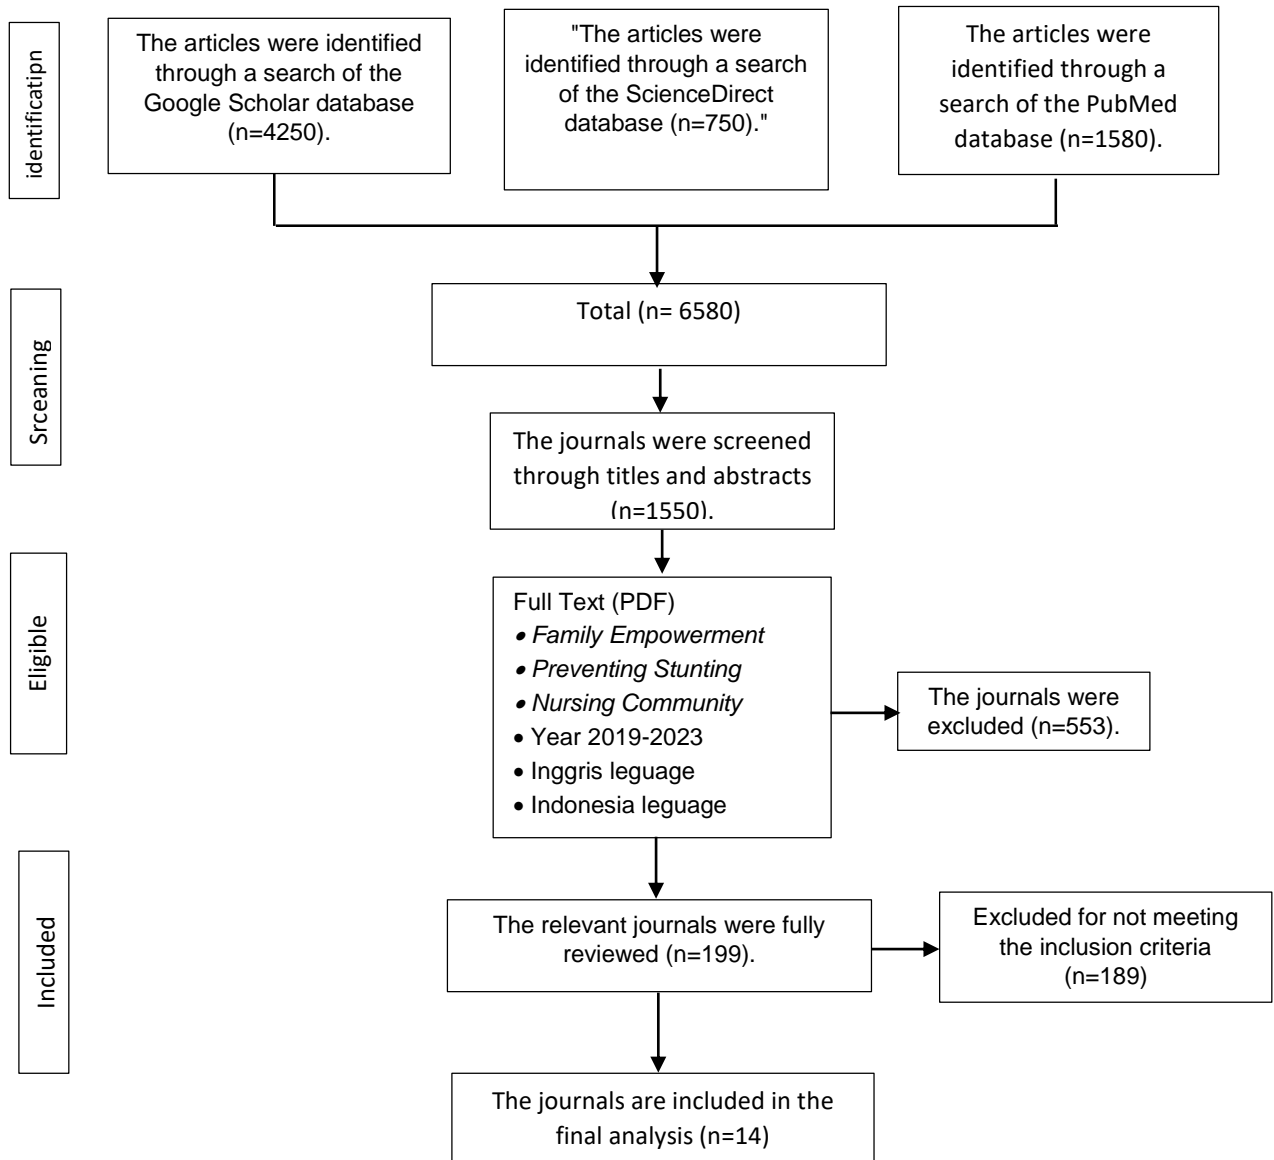 identificatipn
The articles were identified
through a search of the
Google Scholar database
(n=4250).
"The articles were
identified through a search
of the ScienceDirect
database (n=750)."
The articles were
identified through a
search of the PubMed
database (n=1580).
Srceaning
Total (n= 6580)
The journals were screened
through titles and abstracts
(n=1550).
Eligible
Full Text (PDF)
• Family Empowerment
• Preventing Stunting
• Nursing Community
• Year 2019-2023
• Inggris leguage
• Indonesia leguage
The journals were
excluded (n=553).
Included
The relevant journals were fully
reviewed (n=199).
Excluded for not meeting
the inclusion criteria
(n=189)
The journals are included in the
final analysis (n=14)